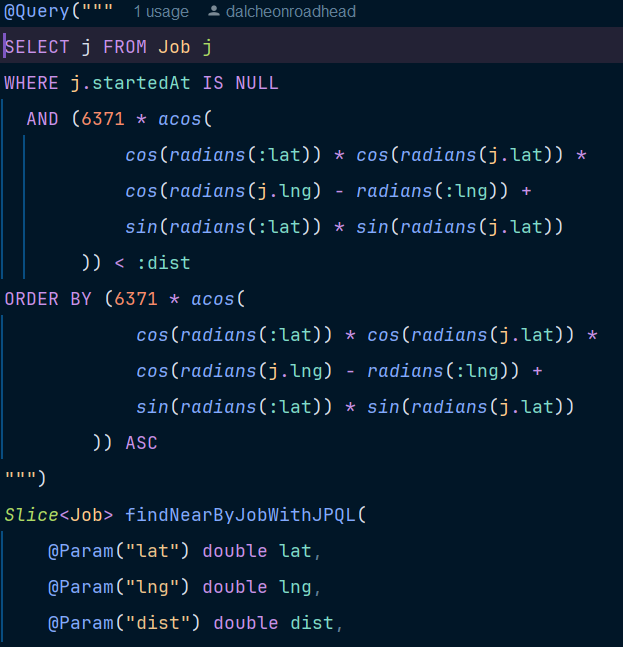 @Query("""  1 usage  dalcheonroadhead
SELECT j FROM Job j
WHERE j.startedAt IS NULL
  AND (6371 * acos(
           cos(radians(:lat)) * cos(radians(j.lat)) *
           cos(radians(j.lng) - radians(:lng)) +
           sin(radians(:lat)) * sin(radians(j.lat))
       )) < :dist
ORDER BY (6371 * acos(
            cos(radians(:lat)) * cos(radians(j.lat)) *
            cos(radians(j.lng) - radians(:lng)) +
            sin(radians(:lat)) * sin(radians(j.lat))
        )) ASC
""")
Slice<Job> findNearByJobWithJPQL(
    @Param("lat") double lat,
    @Param("lng") double lng,
    @Param("dist") double dist,